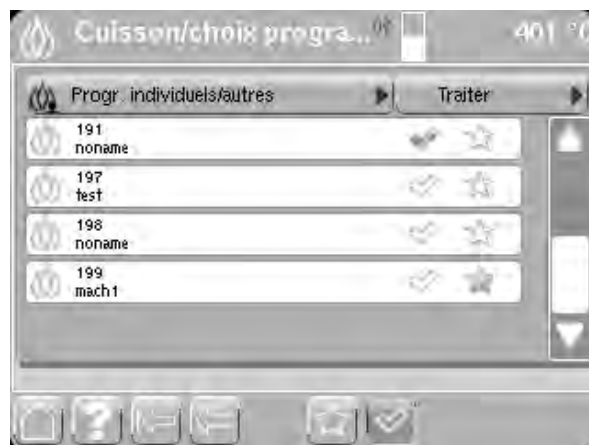 Cuisson/choix progra...
401 °C
Progr. individuels/autres
Traiter
191
noname
197
test
198
noname
199
mach1
?